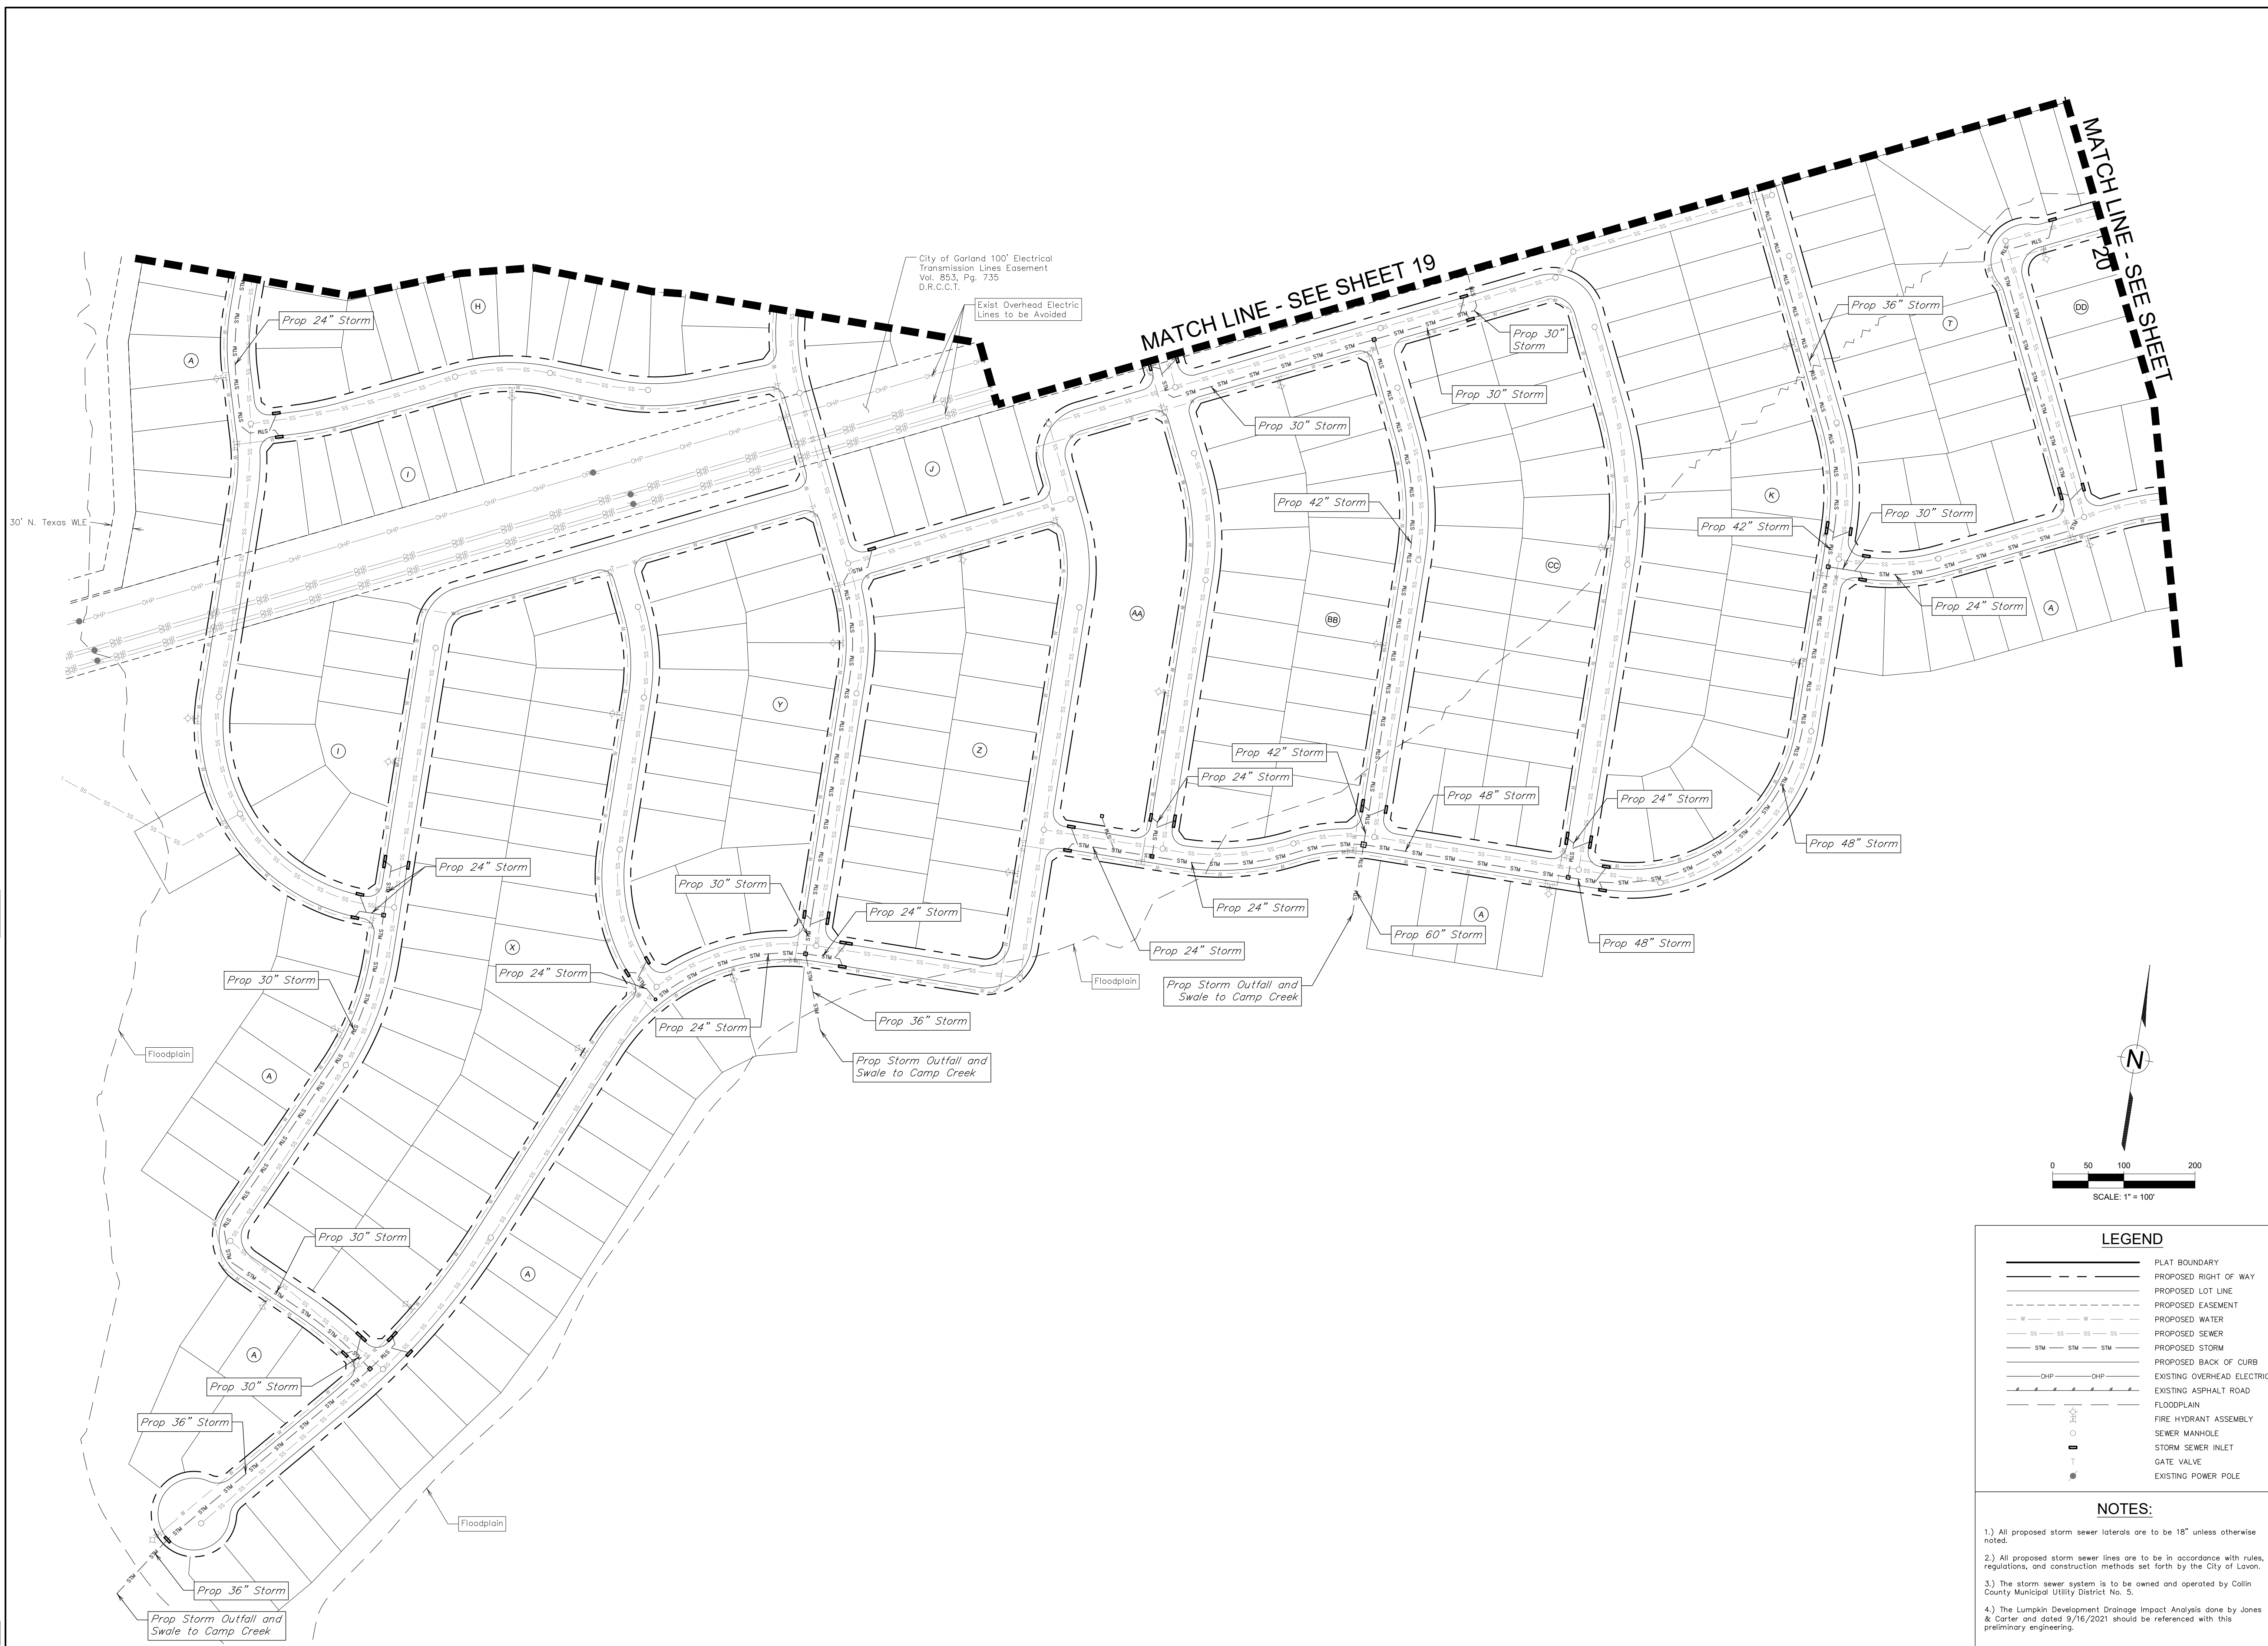 MATCH LINE - SEE SHEET 19
MATCH LINE - SEE SHEET
20
City of Garland 100' Electrical
Transmission Lines Easement
Vol. 853, Pg. 735
D.R.C.C.T.
Exist Overhead Electric
Lines to be Avoided
Prop 24" Storm
H
A
I
J
30' N. Texas WLE
Prop 30" Storm
Prop 30"
Storm
Prop 30" Storm
Prop 36" Storm
T
DD
K
Prop 42" Storm
Prop 42" Storm
Prop 30" Storm
Prop 24" Storm
A
CC
BB
AA
Y
Z
I
X
Prop 42" Storm
Prop 24" Storm
Prop 48" Storm
Prop 24" Storm
Prop 48" Storm
Prop 24" Storm
Prop 30" Storm
Prop 24" Storm
Prop 24" Storm
Prop 24" Storm
Prop 60" Storm
A
Prop 48" Storm
Prop Storm Outfall and
Swale to Camp Creek
Floodplain
Prop 24" Storm
Prop 30" Storm
Prop 24" Storm
Prop 36" Storm
Prop Storm Outfall and
Swale to Camp Creek
Floodplain
A
Prop 30" Storm
A
A
Prop 30" Storm
Prop 36" Storm
Floodplain
Prop 36" Storm
Prop Storm Outfall and
Swale to Camp Creek
N
0 50 100 200
SCALE: 1" = 100'
LEGEND
PLAT BOUNDARY
PROPOSED RIGHT OF WAY
PROPOSED LOT LINE
PROPOSED EASEMENT
W W PROPOSED WATER
SS SS SS SS PROPOSED SEWER
STM STM STM PROPOSED STORM
PROPOSED BACK OF CURB
OHP OHP EXISTING OVERHEAD ELECTRIC
EXISTING ASPHALT ROAD
FLOODPLAIN
FIRE HYDRANT ASSEMBLY
SEWER MANHOLE
STORM SEWER INLET
GATE VALVE
EXISTING POWER POLE
NOTES:
1.) All proposed storm sewer laterals are to be 18" unless otherwise
noted.
2.) All proposed storm sewer lines are to be in accordance with rules,
regulations, and construction methods set forth by the City of Lavon.
3.) The storm sewer system is to be owned and operated by Collin
County Municipal Utility District No. 5.
4.) The Lumpkin Development Drainage Impact Analysis done by Jones
& Carter and dated 9/16/2021 should be referenced with this
preliminary engineering.